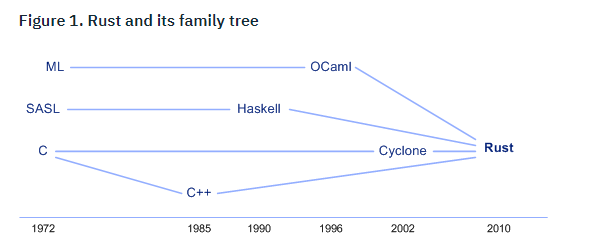 Figure 1. Rust and its family tree
ML OCaml
SASL Haskell
C Cyclone Rust
C++
1972 1985 1990 1996 2002 2010